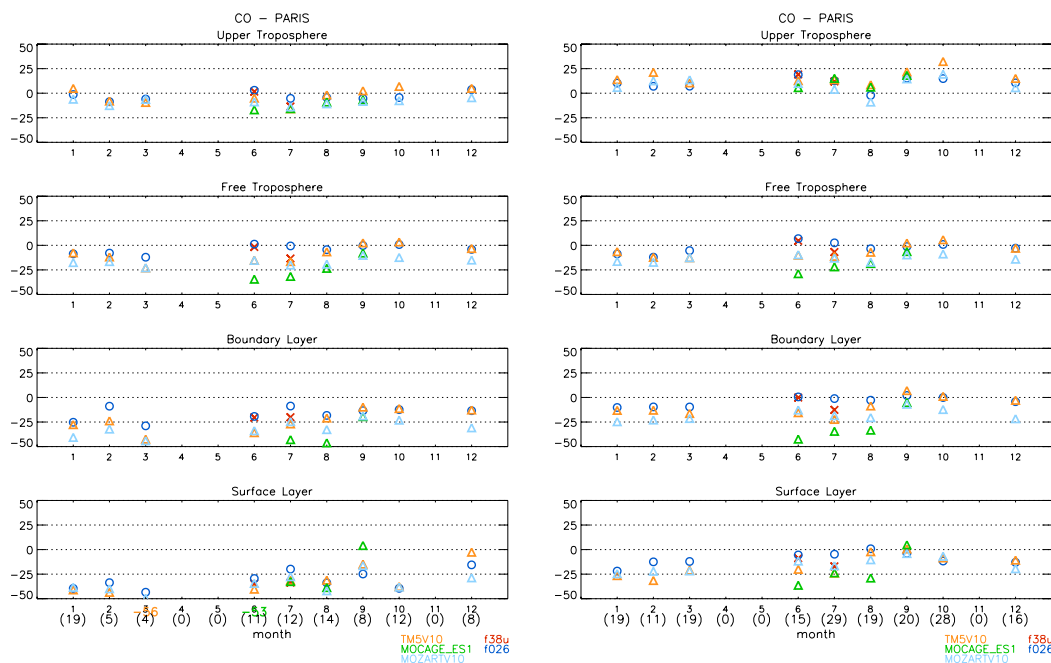 CO − PARIS
Upper Troposphere
50
25
0
−25
−50
1 2 3 4 5 6 7 8 9 10 11 12
Free Troposphere
50
25
0
−25
−50
1 2 3 4 5 6 7 8 9 10 11 12
Boundary Layer
50
25
0
−25
−50
1 2 3 4 5 6 7 8 9 10 11 12
Surface Layer
50
25
0
−25
−50
1 2 3 4 5 6 7 8 9 10 11 12
(19) (5) (4) (0) (0) (12) (14) (8) (12) (0) (8)
month
TM5V10 f38u
MOCAGE_ES1 f026
MOZARTV10
CO − PARIS
Upper Troposphere
50
25
0
−25
−50
1 2 3 4 5 6 7 8 9 10 11 12
Free Troposphere
50
25
0
−25
−50
1 2 3 4 5 6 7 8 9 10 11 12
Boundary Layer
50
25
0
−25
−50
1 2 3 4 5 6 7 8 9 10 11 12
Surface Layer
50
25
0
−25
−50
1 2 3 4 5 6 7 8 9 10 11 12
(19) (11) (19) (0) (0) (15) (29) (19) (20) (28) (0) (16)
month
TM5V10 f38u
MOCAGE_ES1 f026
MOZARTV10